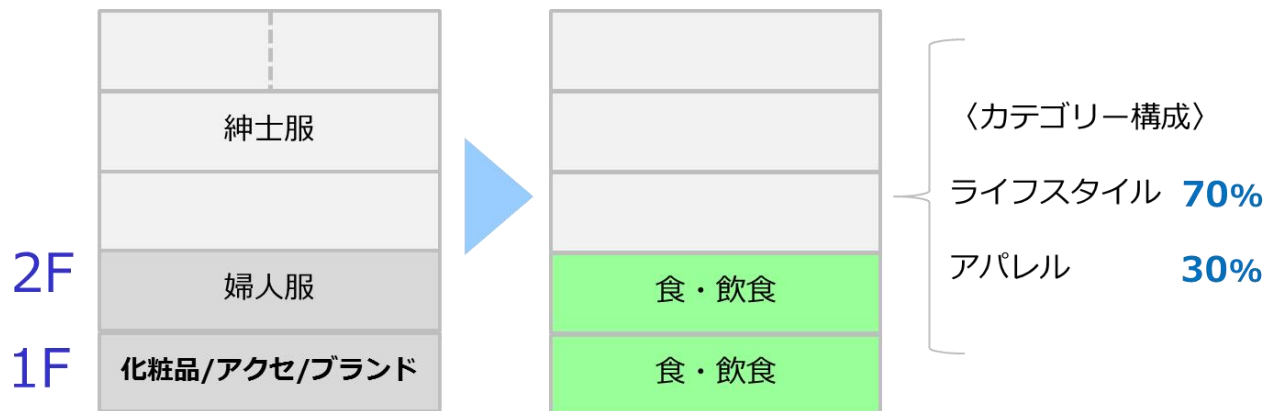 紳士服
2F
婦人服
1F
化粧品/アクセ/ブランド
食・飲食
食・飲食
〈カテゴリー構成〉
ライフスタイル 70%
アパレル 30%